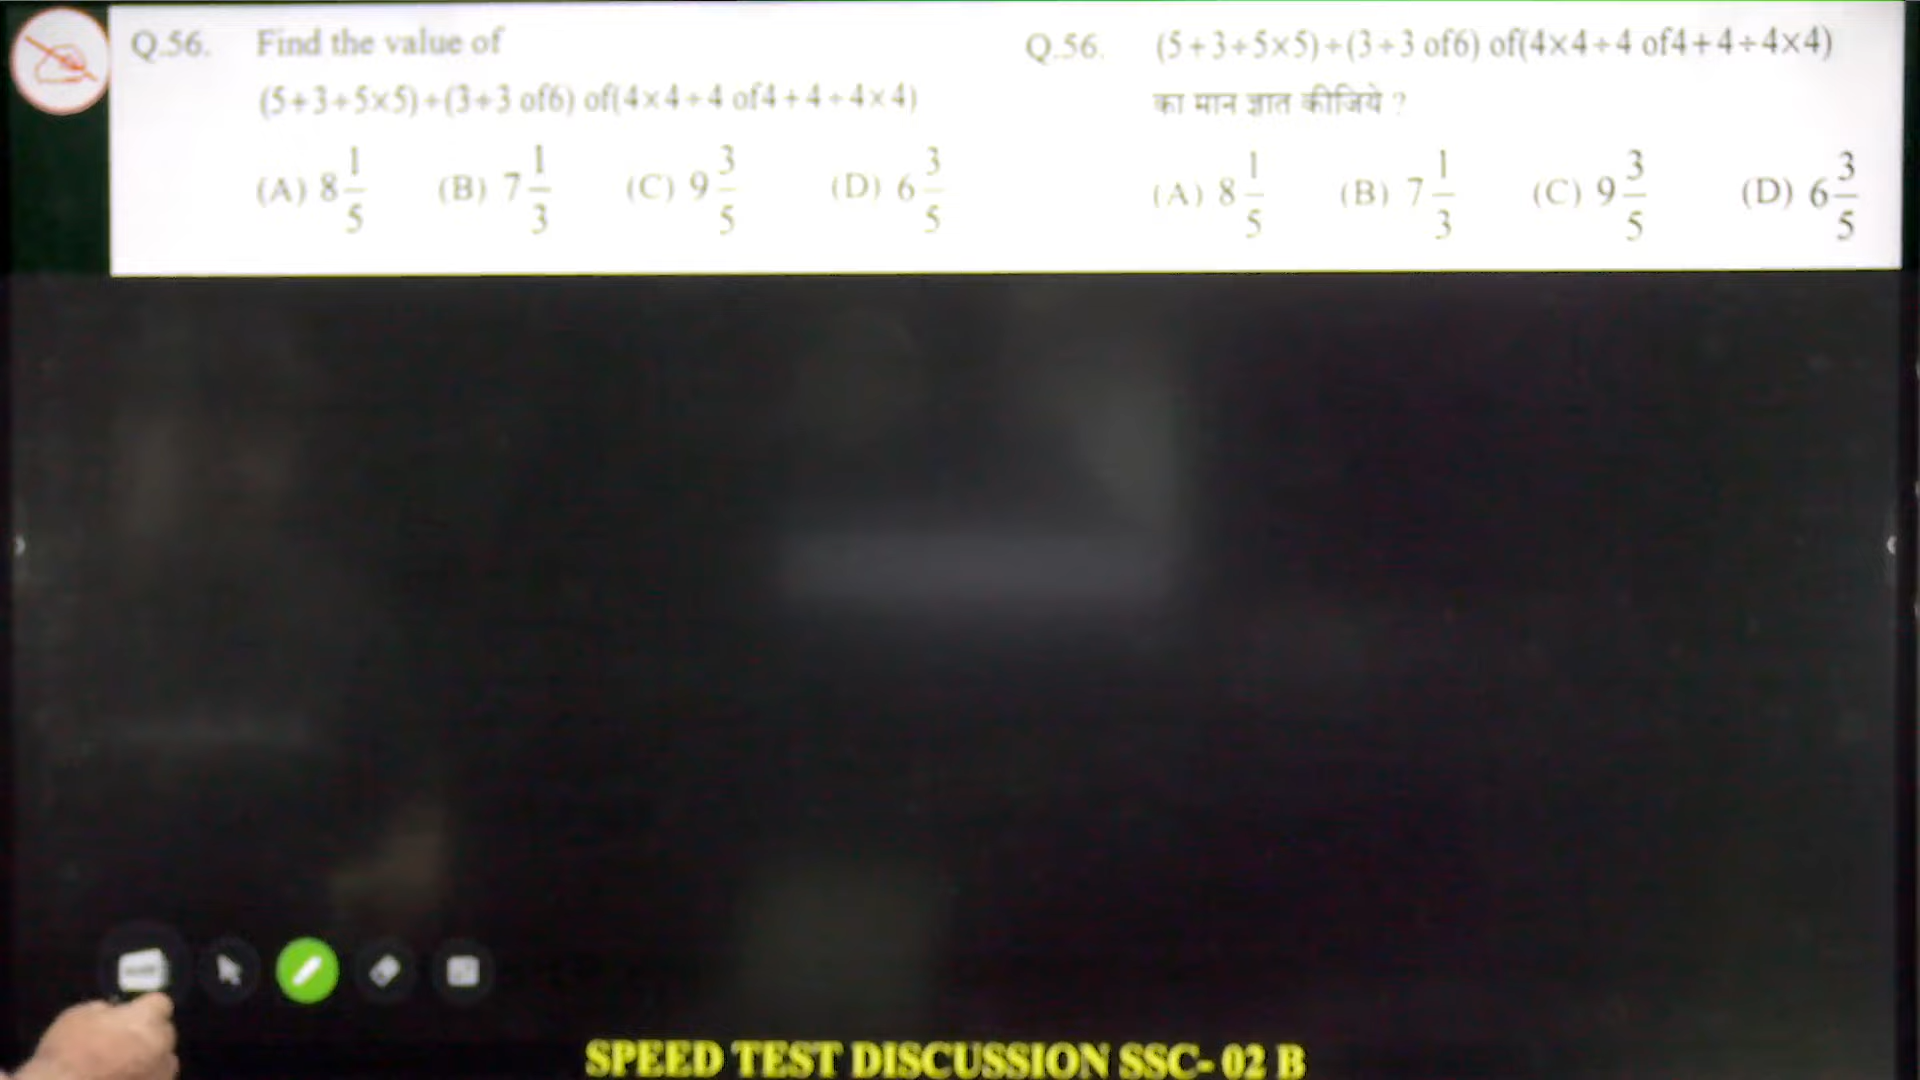 Q.56. Find the value of
(5+3÷5×5)÷(3÷3 of6) of(4×4÷4 of4+4÷4×4)
(A) 8 1/5 (B) 7 1/3 (C) 9 3/5 (D) 6 3/5
Q.56. (5+3÷5×5)÷(3÷3 of6) of(4×4÷4 of4+4÷4×4)
का मान ज्ञात कीजिये ?
(A) 8 1/5 (B) 7 1/3 (C) 9 3/5 (D) 6 3/5
SPEED TEST DISCUSSION SSC- 02 B